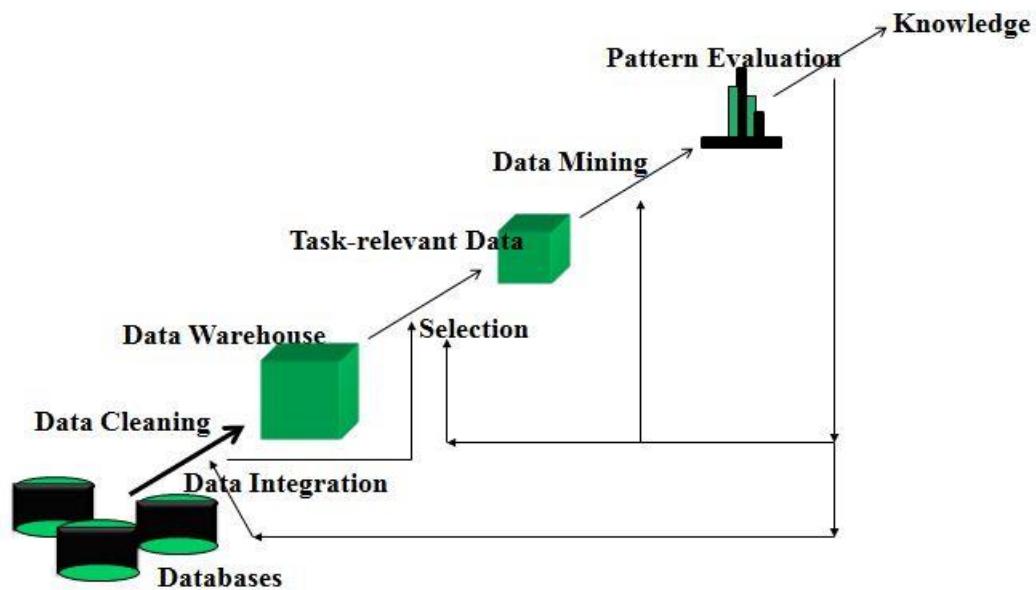 Knowledge
Pattern Evaluation
Data Mining
Task-relevant Data
Data Warehouse
Selection
Data Cleaning
Data Integration
Databases